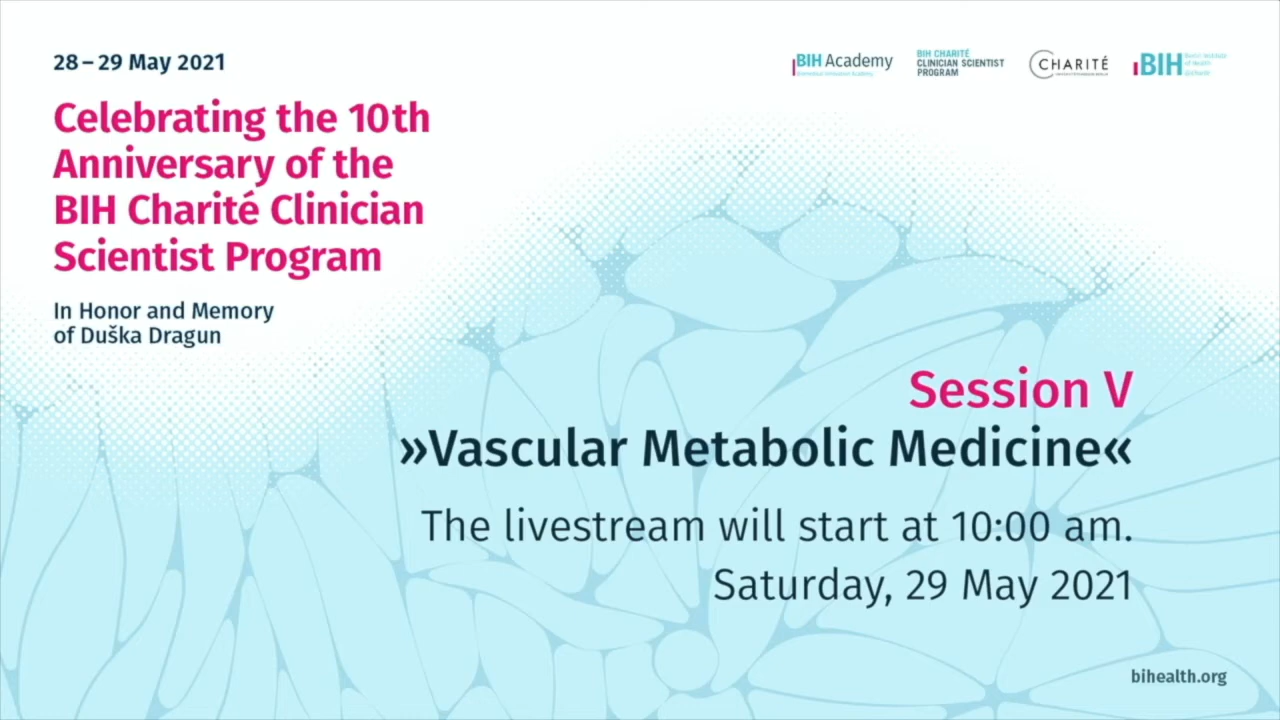 28 – 29 May 2021
Celebrating the 10th
Anniversary of the
BIH Charité Clinician
Scientist Program
In Honor and Memory
of Duška Dragun
BIH Academy
BIH CHARITÉ
CLINICIAN SCIENTIST
PROGRAM
CHARITÉ
BIH
Session V
»Vascular Metabolic Medicine«
The livestream will start at 10:00 am.
Saturday, 29 May 2021
bihealth.org